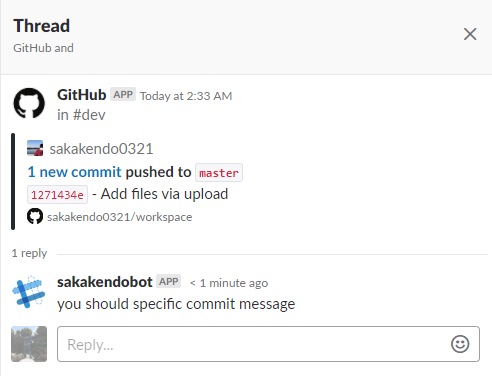 Thread
GitHub and
GitHub APP Today at 2:33 AM
in #dev
sakakendo0321
1 new commit pushed to master
1271434e - Add files via upload
sakakendo0321/workspace
1 reply
sakakendobot APP < 1 minute ago
you should specific commit message
Reply...